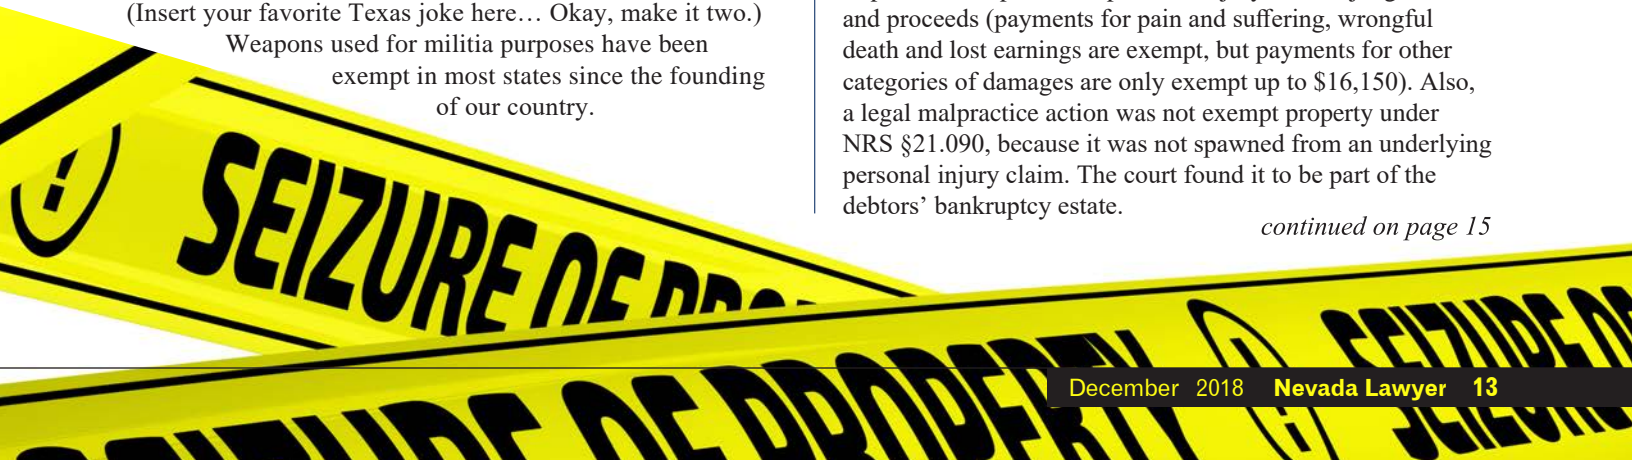 (Insert your favorite Texas joke here… Okay, make it two.)
Weapons used for militia purposes have been
exempt in most states since the founding
of our country.
and proceeds (payments for pain and suffering, wrongful
death and lost earnings are exempt, but payments for other
categories of damages are only exempt up to $16,150). Also,
a legal malpractice action was not exempt property under
NRS §21.090, because it was not spawned from an underlying
personal injury claim. The court found it to be part of the
debtors’ bankruptcy estate.
continued on page 15
SEIZURE OF PRO
SEIZURE OF PROPERTY
SEIZURE OF
December 2018 Nevada Lawyer 13